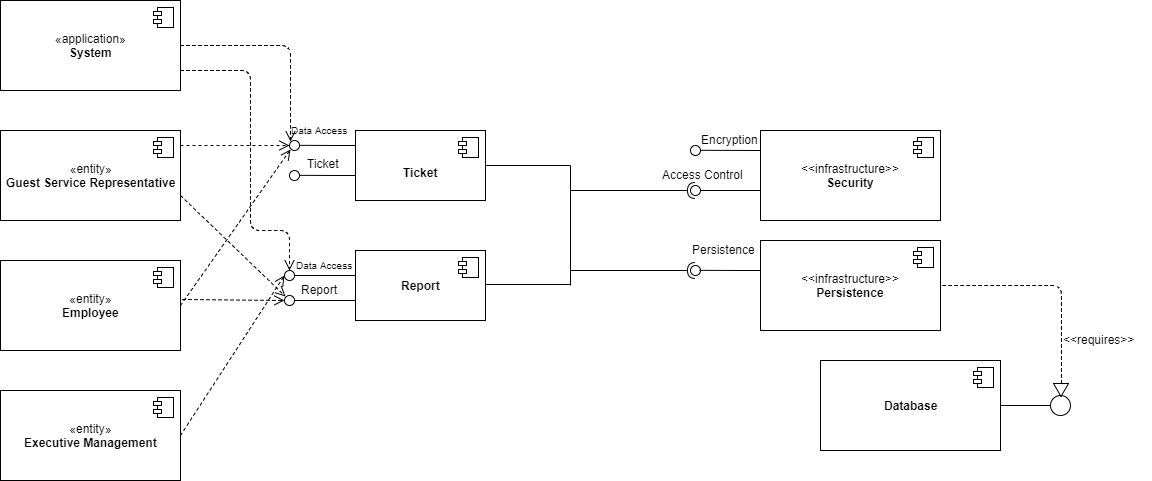 «application»
System
«entity»
Guest Service Representative
«entity»
Employee
«entity»
Executive Management
Data Access
Ticket
Ticket
Data Access
Report
Report
Encryption
Access Control
<<infrastructure>>
Security
Persistence
<<infrastructure>>
Persistence
<<requires>>
Database